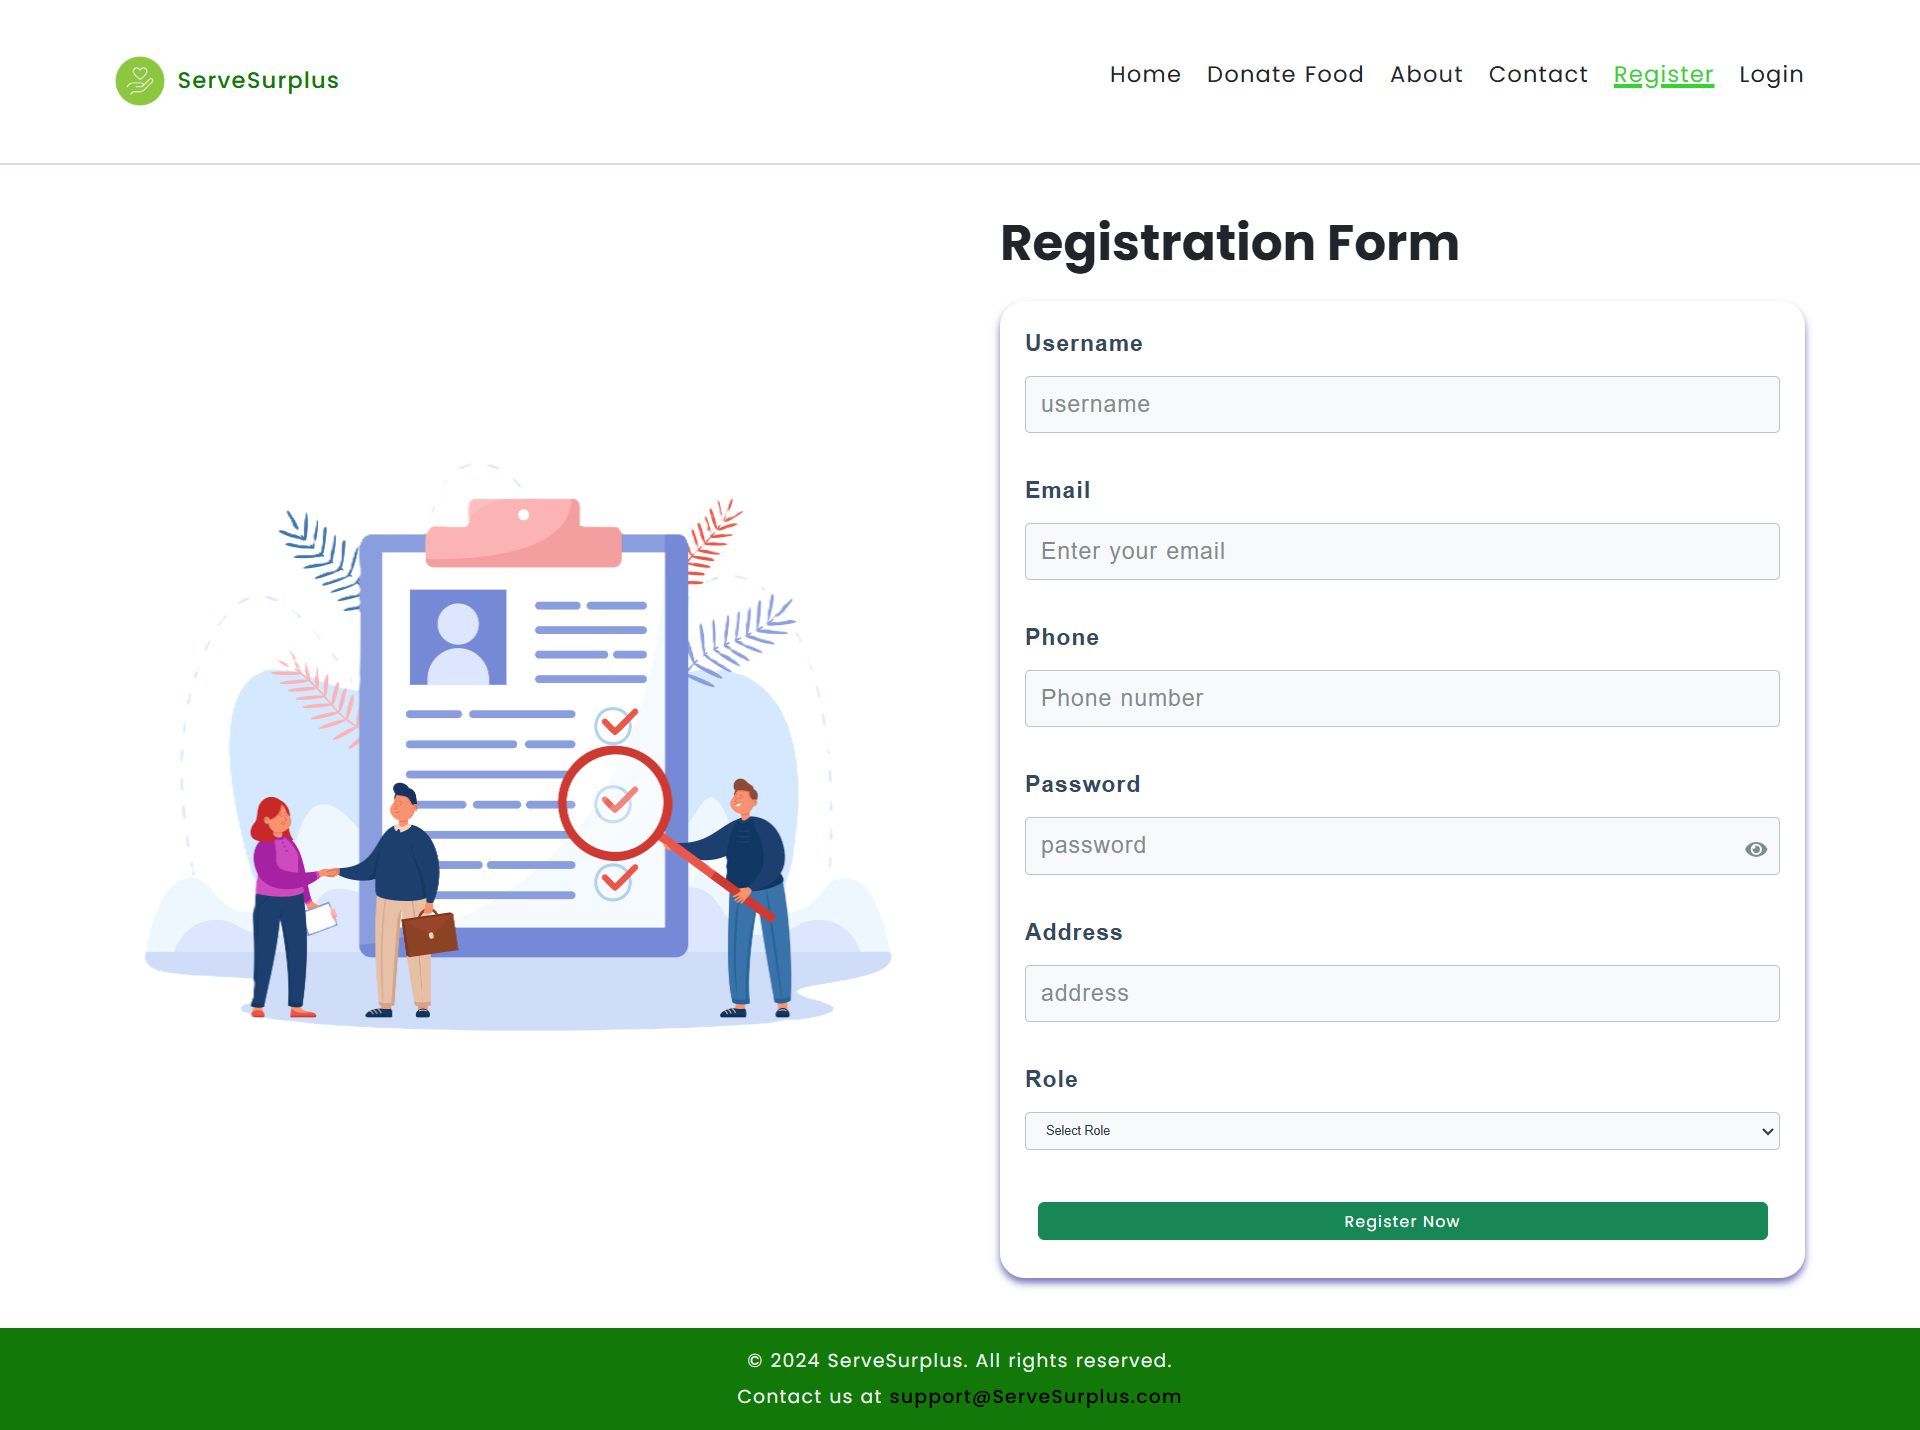 ServeSurplus
Home Donate Food About Contact Register Login
Registration Form
Username
username
Email
Enter your email
Phone
Phone number
Password
password
Address
address
Role
Select Role
Register Now
© 2024 ServeSurplus. All rights reserved.
Contact us at support@ServeSurplus.com